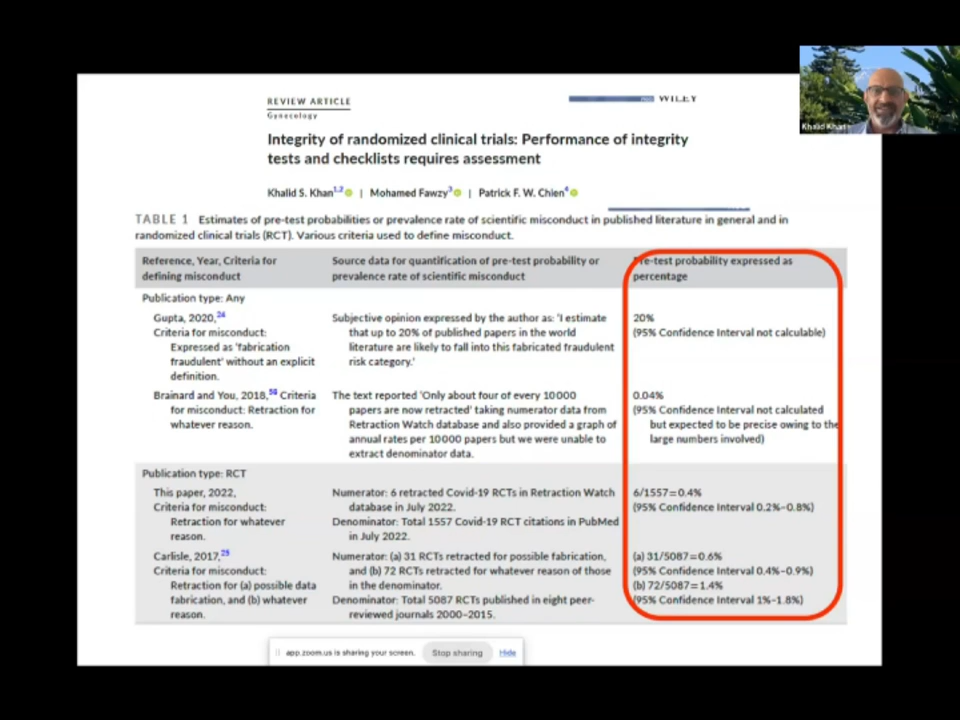 REVIEW ARTICLE
Gynecology
WILEY
Integrity of randomized clinical trials: Performance of integrity
tests and checklists requires assessment
Khalid S. Khan1,2 | Mohamed Fawzy3 | Patrick F. W. Chien4
TABLE 1 Estimates of pre-test probabilities or prevalence rate of scientific misconduct in published literature in general and in
randomized clinical trials (RCT). Various criteria used to define misconduct.
Reference, Year, Criteria for
defining misconduct
Source data for quantification of pre-test probability or
prevalence rate of scientific misconduct
Pre-test probability expressed as
percentage
Publication type: Any
Gupta, 2020,24
Criteria for misconduct:
Expressed as 'fabrication
fraudulent' without an explicit
definition.
Subjective opinion expressed by the author as: 'I estimate
that up to 20% of published papers in the world
literature are likely to fall into this fabricated fraudulent
risk category.'
20%
(95% Confidence Interval not calculable)
Brainard and You, 2018,58 Criteria
for misconduct: Retraction for
whatever reason.
The text reported 'Only about four of every 10000
papers are now retracted' taking numerator data from
Retraction Watch database and also provided a graph of
annual rates per 10000 papers but we were unable to
extract denominator data.
0.04%
(95% Confidence Interval not calculated
but expected to be precise owing to the
large numbers involved)
Publication type: RCT
This paper, 2022,
Criteria for misconduct:
Retraction for whatever
reason.
Numerator: 6 retracted Covid-19 RCTs in Retraction Watch
database in July 2022.
Denominator: Total 1557 Covid-19 RCT citations in PubMed
in July 2022.
6/1557=0.4%
(95% Confidence Interval 0.2%–0.8%)
Carlisle, 2017,25
Criteria for misconduct:
Retraction for (a) possible data
fabrication, and (b) whatever
reason.
Numerator: (a) 31 RCTs retracted for possible fabrication,
and (b) 72 RCTs retracted for whatever reason of those
in the denominator.
Denominator: Total 5087 RCTs published in eight peer-
reviewed journals 2000–2015.
(a) 31/5087=0.6%
(95% Confidence Interval 0.4%–0.9%)
(b) 72/5087=1.4%
(95% Confidence Interval 1%–1.8%)
app.zoom.us is sharing your screen.
Stop sharing
Hide
Khalid Khan